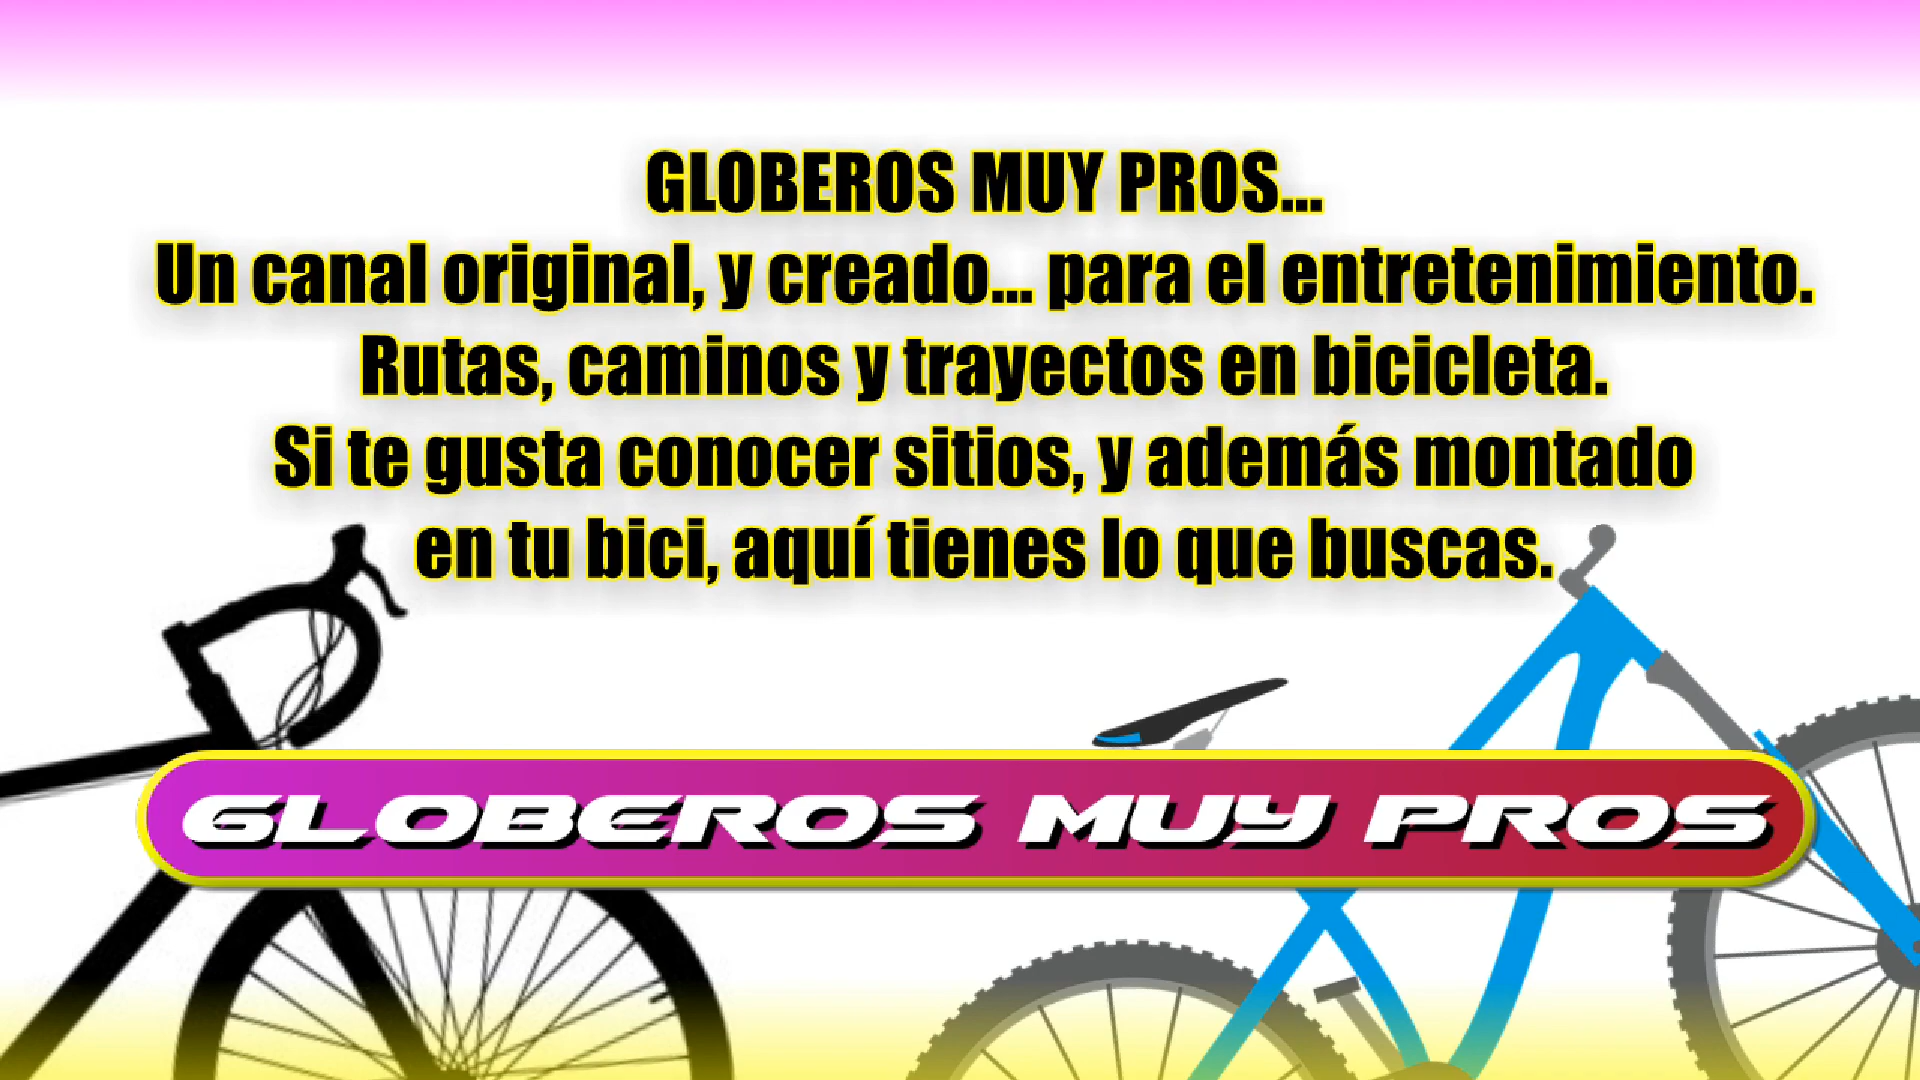 GLOBEROS MUY PROS...
Un canal original, y creado... para el entretenimiento.
Rutas, caminos y trayectos en bicicleta.
Si te gusta conocer sitios, y además montado
en tu bici, aquí tienes lo que buscas.
GLOBEROS MUY PROS